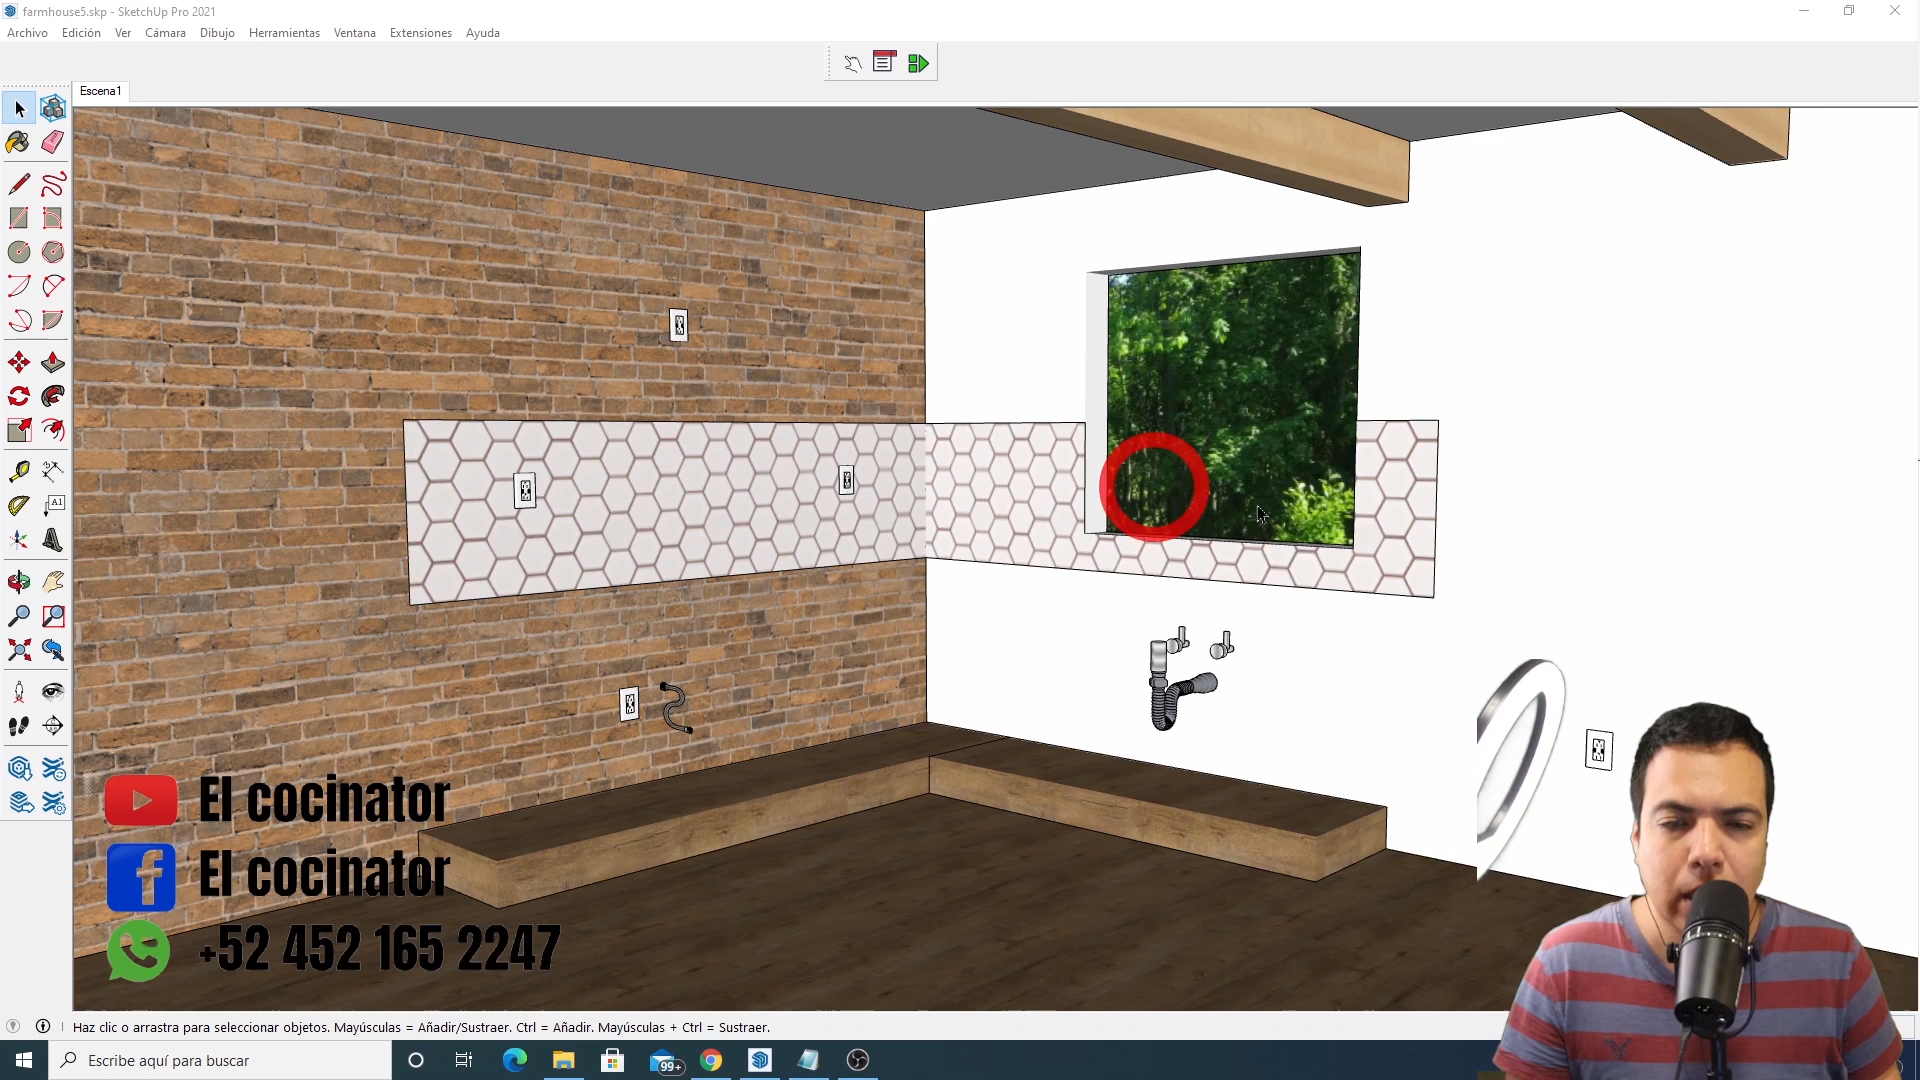 farmhouse5.skp - SketchUp Pro 2021
Archivo Edición Ver Cámara Dibujo Herramientas Ventana Extensiones Ayuda
Escena1
A1
El cocinator
El cocinator
+52 452 165 2247
Haz clic o arrastra para seleccionar objetos. Mayúsculas = Añadir/Sustraer. Ctrl = Añadir. Mayúsculas + Ctrl = Sustraer.
Escribe aquí para buscar
99+